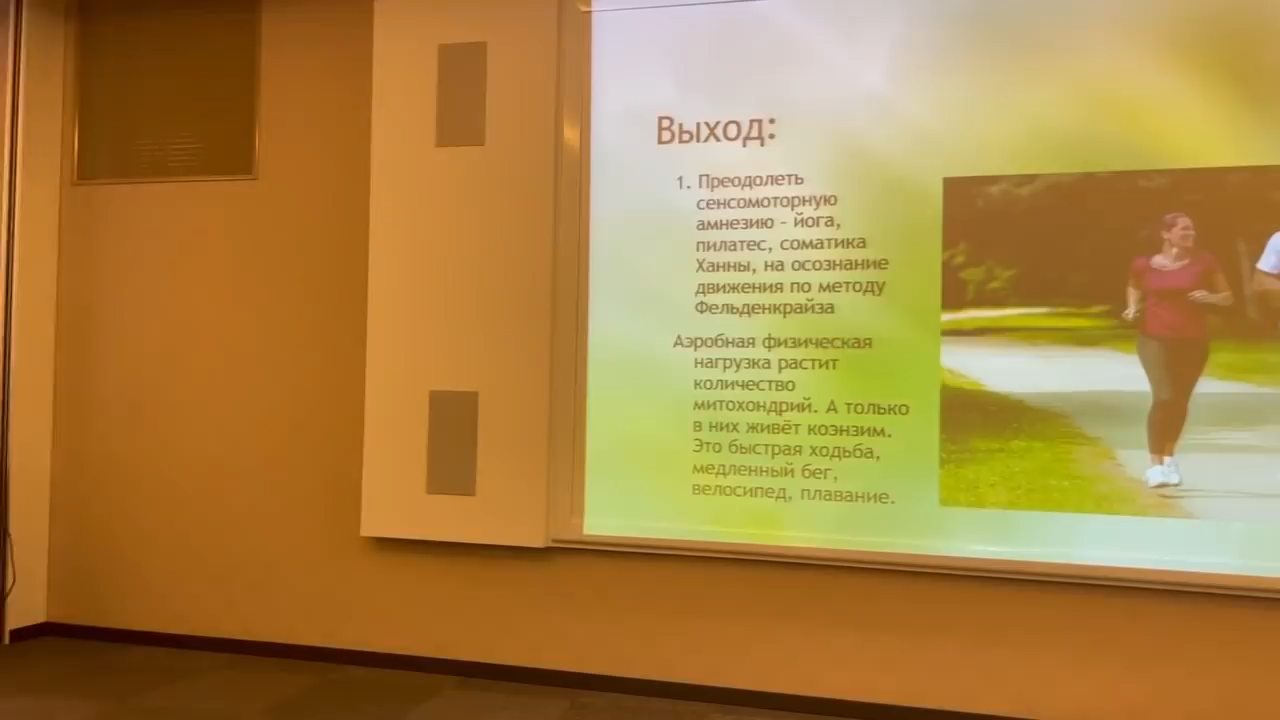 Выход:
1. Преодолеть
сенсомоторную
амнезию - йога,
пилатес, соматика
Ханны, на осознание
движения по методу
Фельденкрайза
Аэробная физическая
нагрузка растит
количество
митохондрий. А только
в них живёт коэнзим.
Это быстрая ходьба,
медленный бег,
велосипед, плавание.